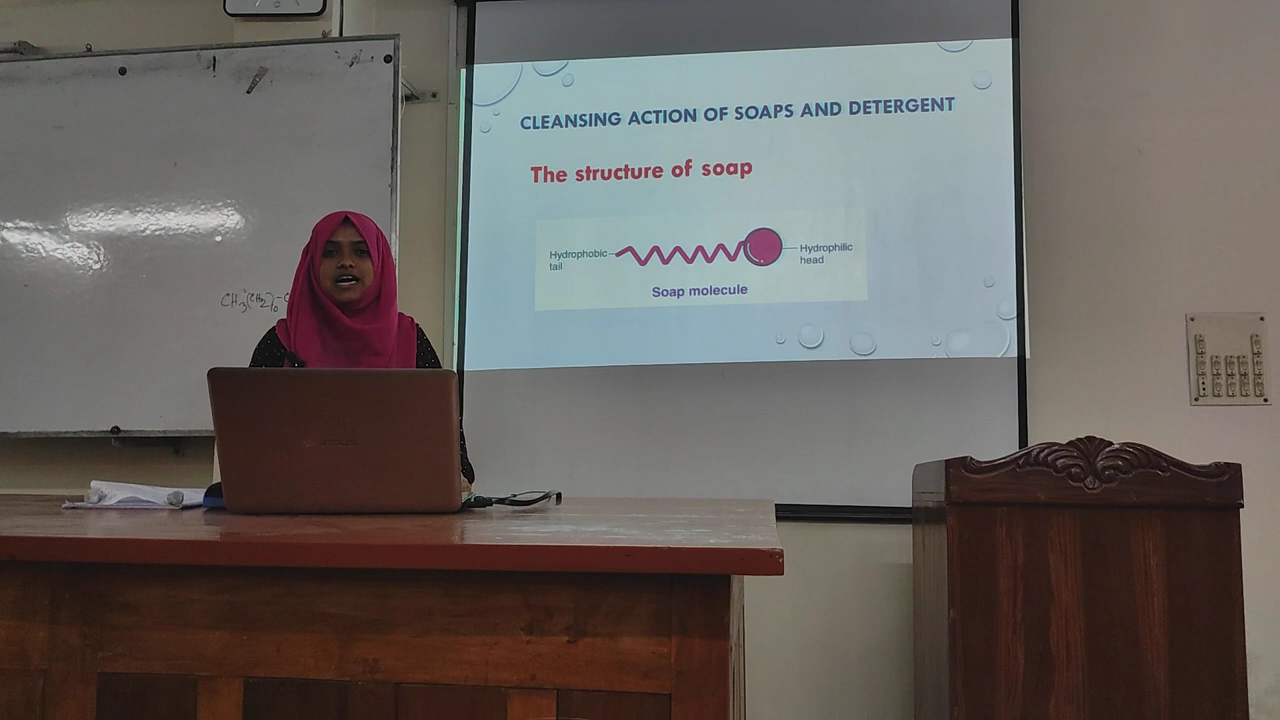 CLEANSING ACTION OF SOAPS AND DETERGENT
The structure of soap
Hydrophobic
tail
Hydrophilic
head
Soap molecule